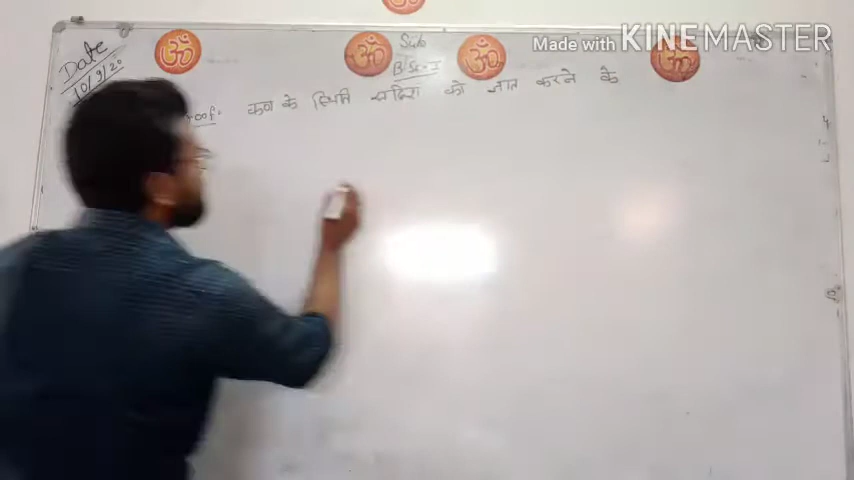 Made with KINEMASTER
Date
10/9/20
Sub
B.Sc-I
कण के स्थिति सदिश को ज्ञात करने के